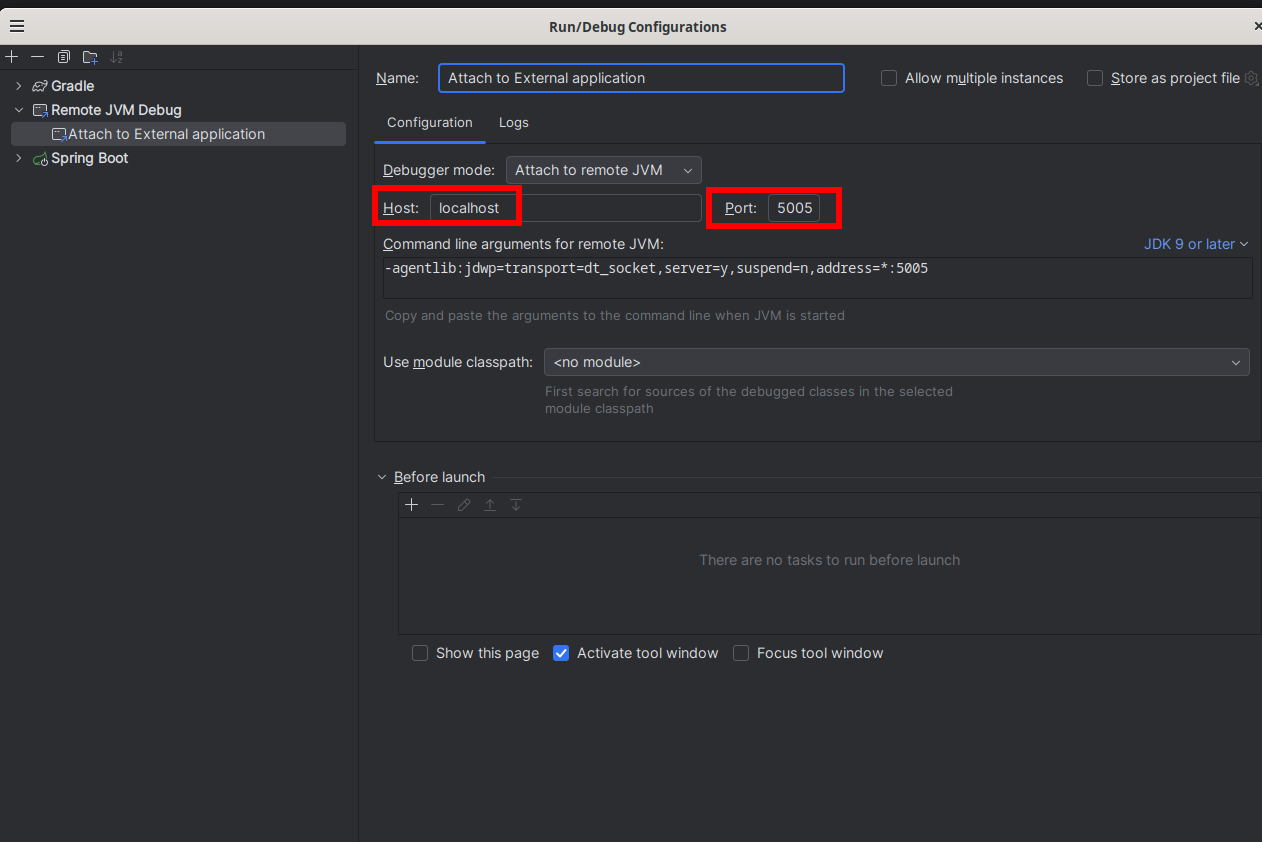 Run/Debug Configurations
Gradle
Remote JVM Debug
Attach to External application
Spring Boot
Name: Attach to External application Allow multiple instances Store as project file
Configuration Logs
Debugger mode: Attach to remote JVM
Host: localhost Port: 5005
Command line arguments for remote JVM: JDK 9 or later
-agentlib:jdwp=transport=dt_socket,server=y,suspend=n,address=*:5005
Copy and paste the arguments to the command line when JVM is started
Use module classpath: <no module>
First search for sources of the debugged classes in the selected
module classpath
Before launch
There are no tasks to run before launch
Show this page Activate tool window Focus tool window